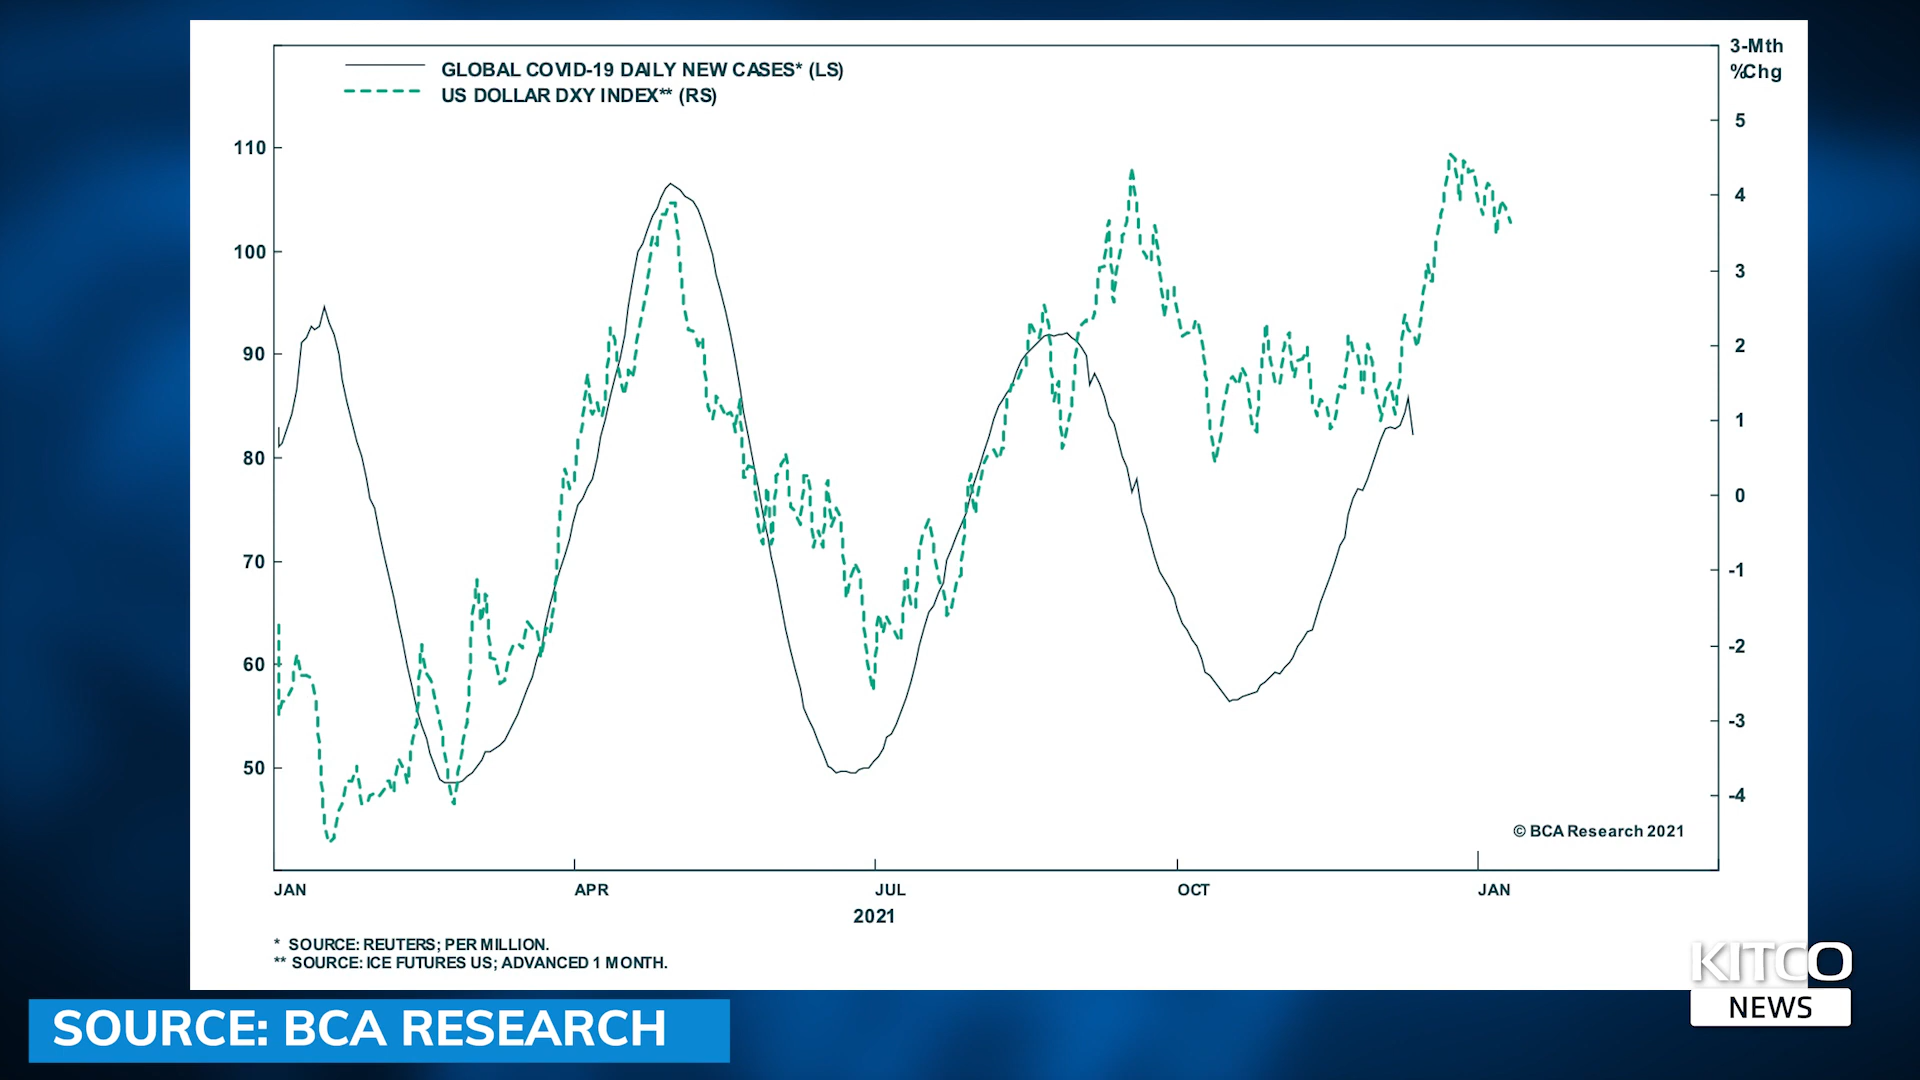 3-Mth
%Chg
GLOBAL COVID-19 DAILY NEW CASES* (LS)
US DOLLAR DXY INDEX** (RS)
110
100
90
80
70
60
50
5
4
3
2
1
0
-1
-2
-3
-4
© BCA Research 2021
JAN
APR
JUL
OCT
JAN
2021
* SOURCE: REUTERS; PER MILLION.
** SOURCE: ICE FUTURES US; ADVANCED 1 MONTH.
KITCO
NEWS
SOURCE: BCA RESEARCH